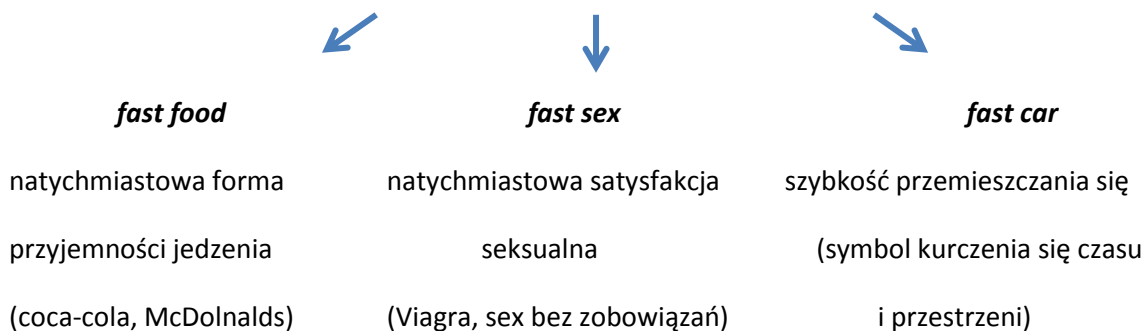 fast food
natychmiastowa forma
przyjemności jedzenia
(coca-cola, McDolnalds)
fast sex
natychmiastowa satysfakcja
seksualna
(Viagra, sex bez zobowiązań)
fast car
szybkość przemieszczania się
(symbol kurczenia się czasu
i przestrzeni)